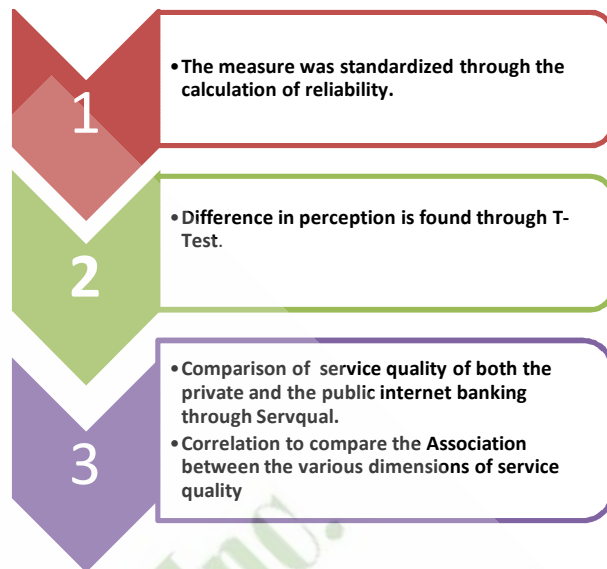 1
•The measure was standardized through the
calculation of reliability.
2
•Difference in perception is found through T-
Test.
3
•Comparison of service quality of both the
private and the public internet banking
through Servqual.
•Correlation to compare the Association
between the various dimensions of service
quality
Inc.